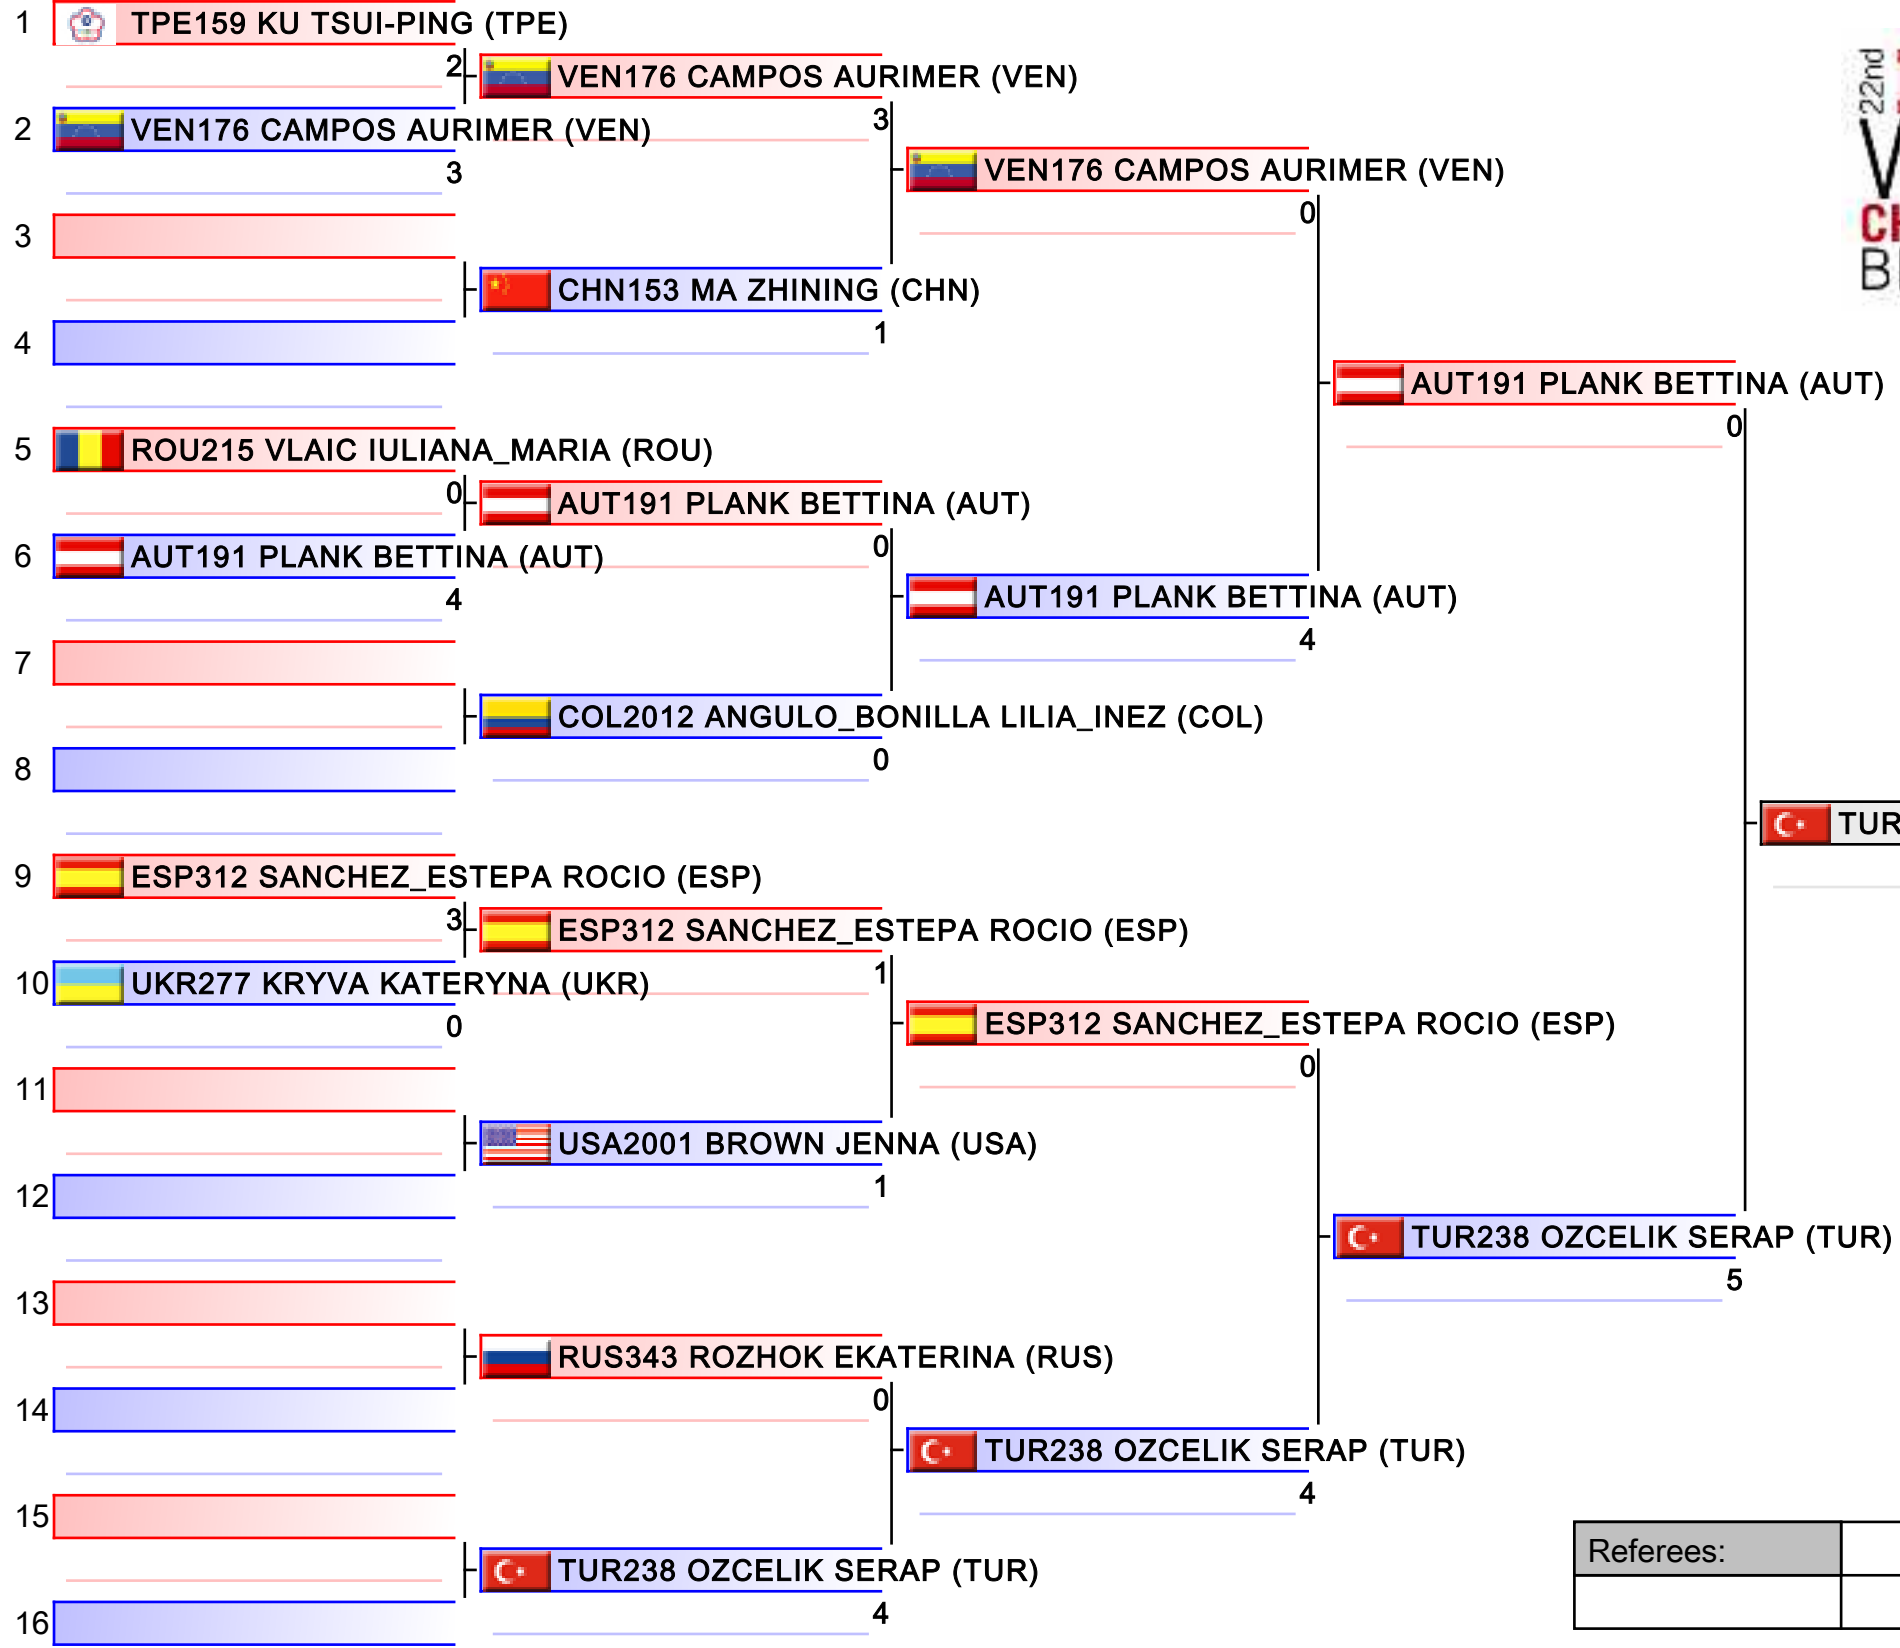 1 TPE159 KU TSUI-PING (TPE)
2
VEN176 CAMPOS AURIMER (VEN)
3
2 VEN176 CAMPOS AURIMER (VEN)
3
VEN176 CAMPOS AURIMER (VEN)
0
3
CHN153 MA ZHINING (CHN)
1
4
AUT191 PLANK BETTINA (AUT)
0
5 ROU215 VLAIC IULIANA_MARIA (ROU)
0
AUT191 PLANK BETTINA (AUT)
0
6 AUT191 PLANK BETTINA (AUT)
4
AUT191 PLANK BETTINA (AUT)
4
7
COL2012 ANGULO_BONILLA LILIA_INEZ (COL)
0
8
TUR
9 ESP312 SANCHEZ_ESTEPA ROCIO (ESP)
3
ESP312 SANCHEZ_ESTEPA ROCIO (ESP)
1
10 UKR277 KRYVA KATERYNA (UKR)
0
ESP312 SANCHEZ_ESTEPA ROCIO (ESP)
0
11
USA2001 BROWN JENNA (USA)
1
12
TUR238 OZCELIK SERAP (TUR)
5
13
RUS343 ROZHOK EKATERINA (RUS)
0
14
TUR238 OZCELIK SERAP (TUR)
4
15
TUR238 OZCELIK SERAP (TUR)
4
16
Referees:
22nd